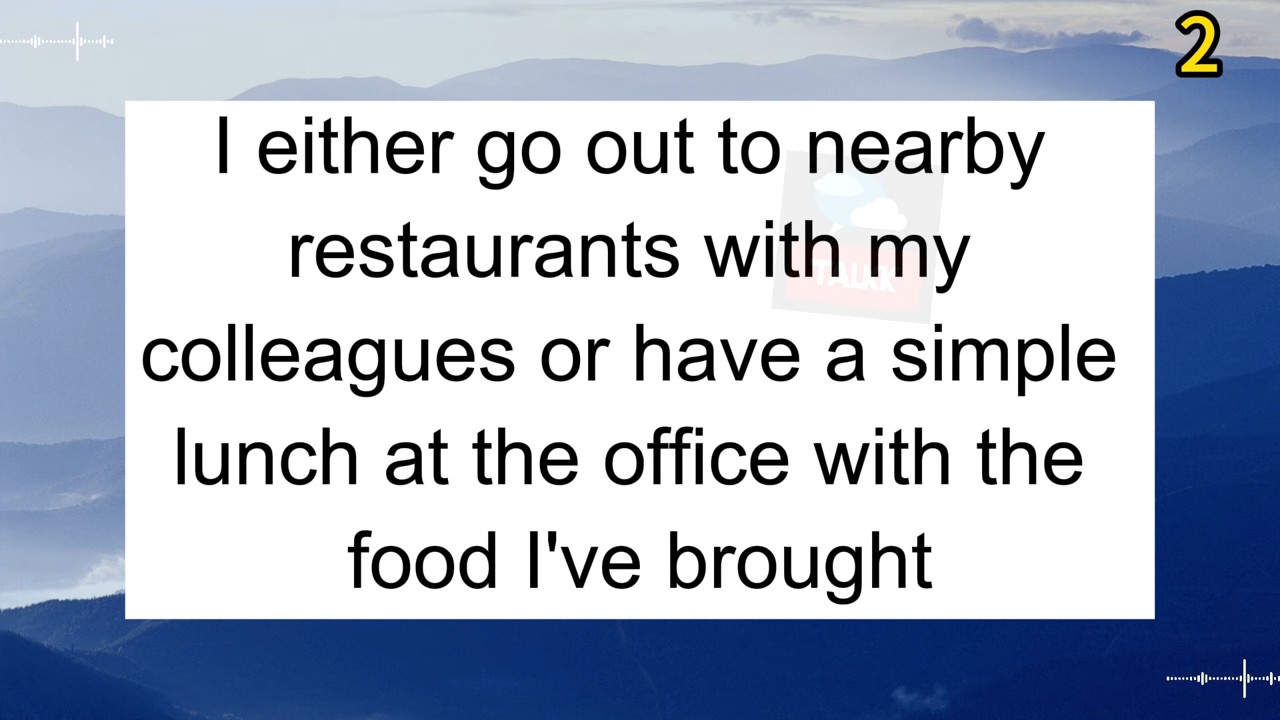 2
I either go out to nearby
restaurants with my
TALKK
colleagues or have a simple
lunch at the office with the
food I've brought